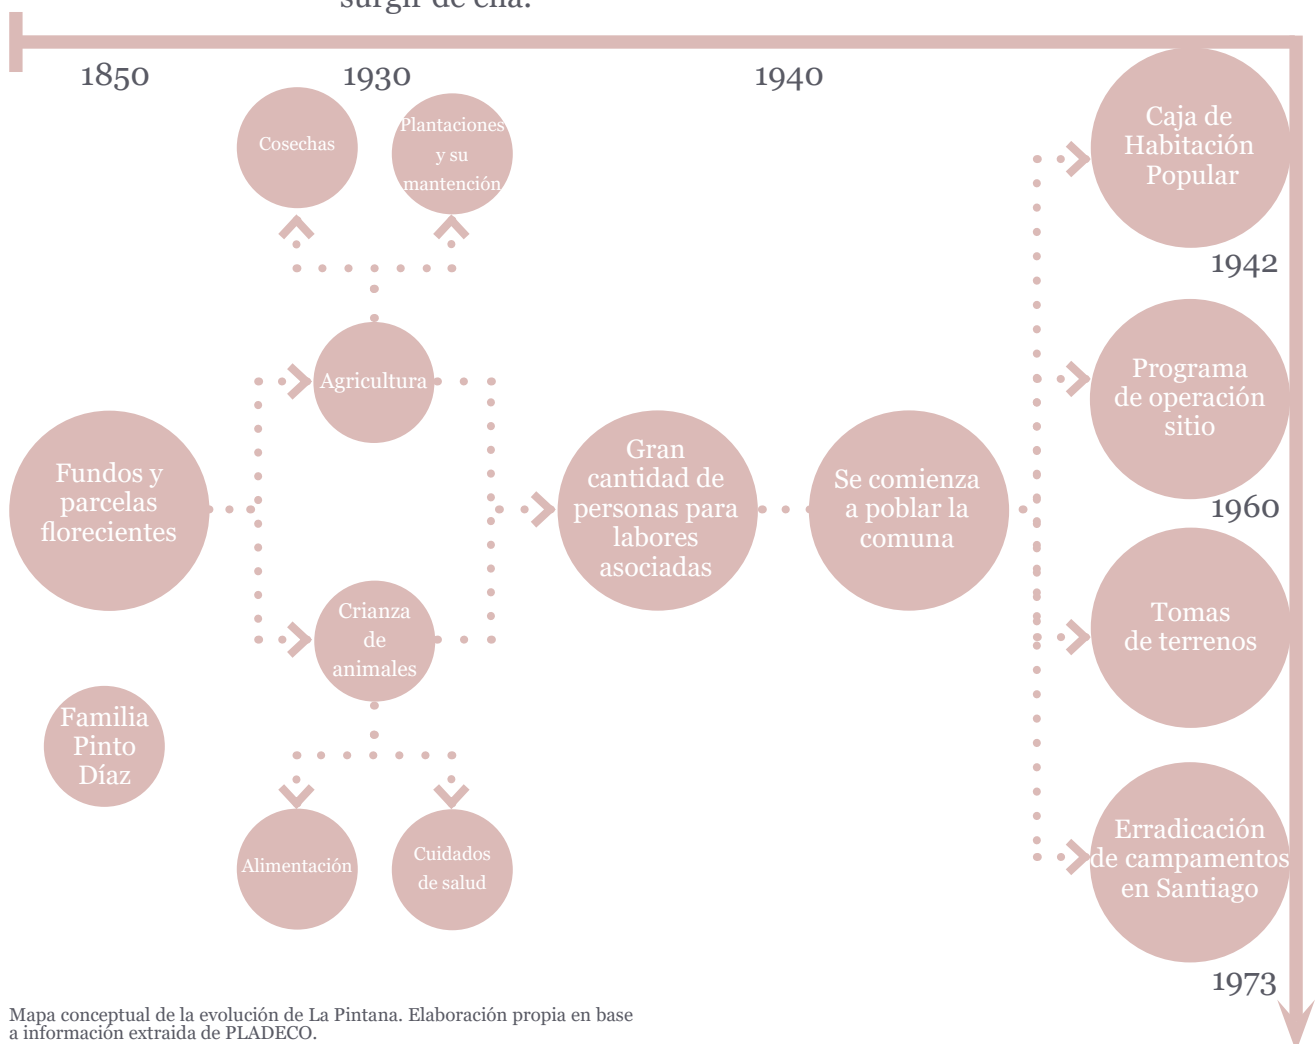 surgir de ella.
1850
1930
1940
Cosechas
Plantaciones
y su
mantención
Agricultura
Fundos y
parcelas
florecientes
Crianza
de
animales
Familia
Pinto
Díaz
Alimentación
Cuidados
de salud
Gran
cantidad de
personas para
labores
asociadas
Se comienza
a poblar la
comuna
Caja de
Habitación
Popular
1942
Programa
de operación
sitio
1960
Tomas
de terrenos
Erradicación
de campamentos
en Santiago
1973
Mapa conceptual de la evolución de La Pintana. Elaboración propia en base
a información extraida de PLADECO.